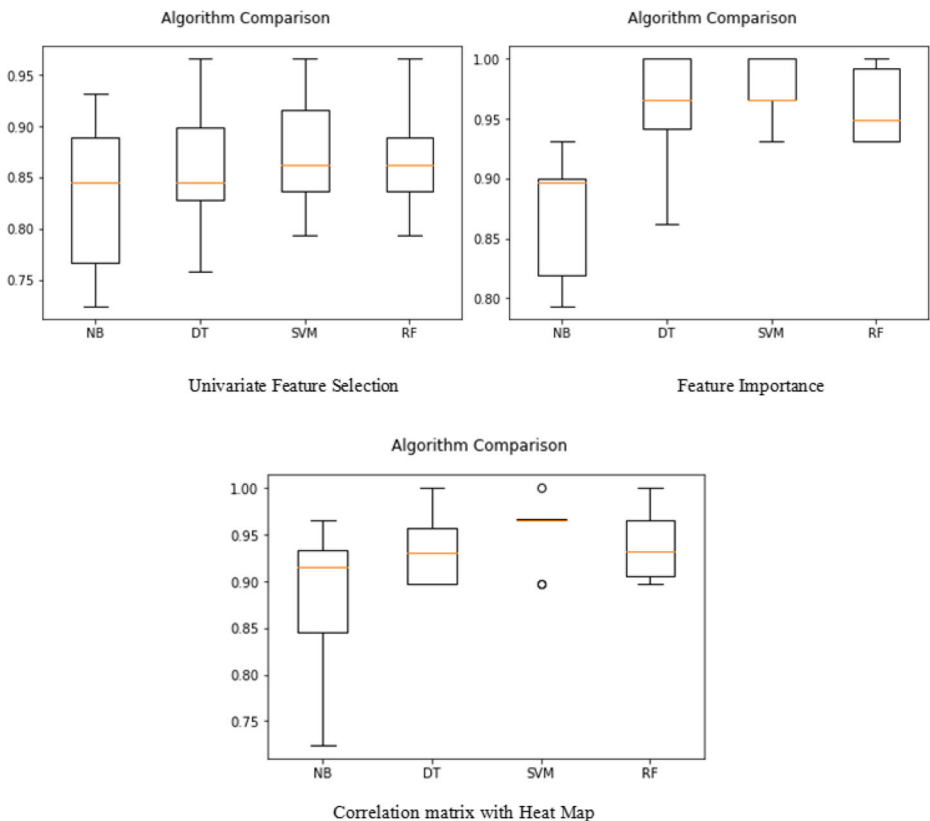 Algorithm Comparison
0.95
0.90
0.85
0.80
0.75
NB DT SVM RF
Univariate Feature Selection
Algorithm Comparison
1.00
0.95
0.90
0.85
0.80
NB DT SVM RF
Feature Importance
Algorithm Comparison
1.00
0.95
0.90
0.85
0.80
0.75
NB DT SVM RF
Correlation matrix with Heat Map